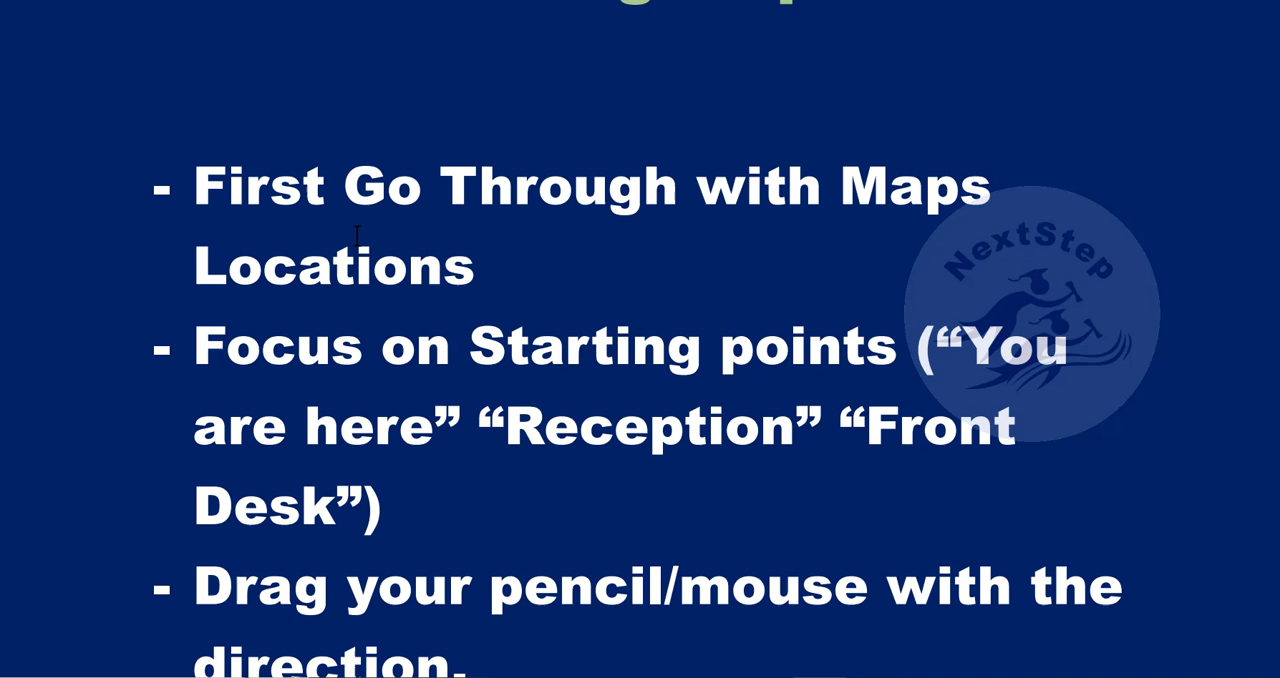 - First Go Through with Maps
Locations
- Focus on Starting points (“You
are here” “Reception” “Front
Desk”)
- Drag your pencil/mouse with the
direction.
NextStep